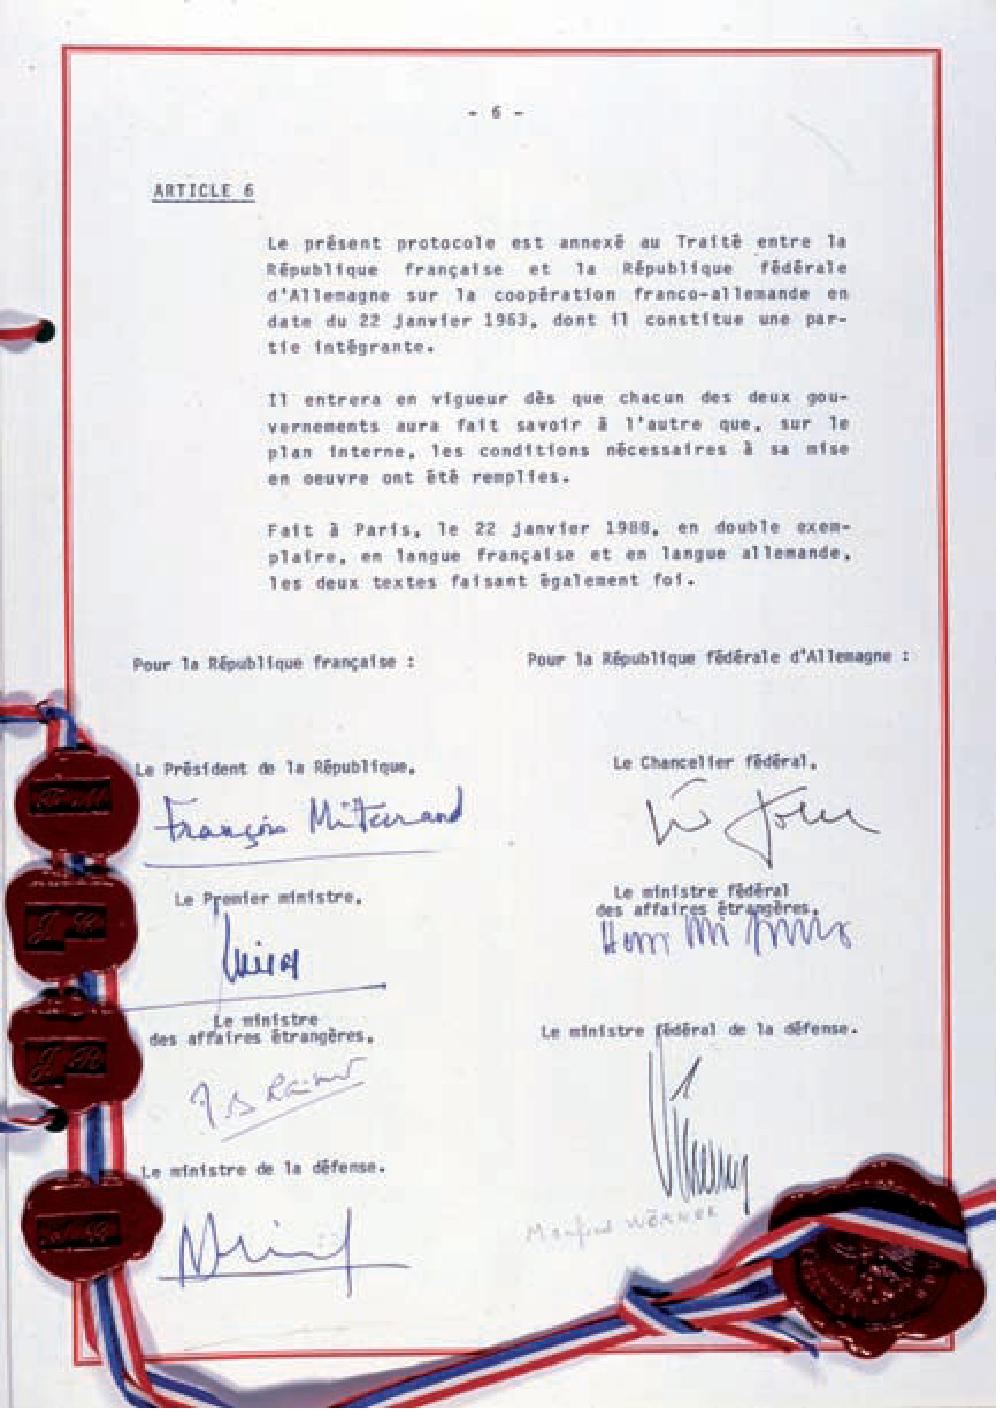 - 6 -
ARTICLE 6
Le présent protocole est annexé au Traité entre la
République française et la République fédérale
d'Allemagne sur la coopération franco-allemande en
date du 22 janvier 1963, dont il constitue une par-
tie intégrante.
Il entrera en vigueur dès que chacun des deux gou-
vernements aura fait savoir à l'autre que, sur le
plan interne, les conditions nécessaires à sa mise
en oeuvre ont été remplies.
Fait à Paris, le 22 janvier 1988, en double exem-
plaire, en langue française et en langue allemande,
les deux textes faisant également foi.
Pour la République française :
Pour la République fédérale d'Allemagne :
Le Président de la République,
François Mitterrand
Le Chancelier fédéral,
Le Premier ministre,
Le ministre fédéral
des affaires étrangères,
Le ministre
des affaires étrangères,
Le ministre fédéral de la défense.
Le ministre de la défense.
Manfred WÖRNER